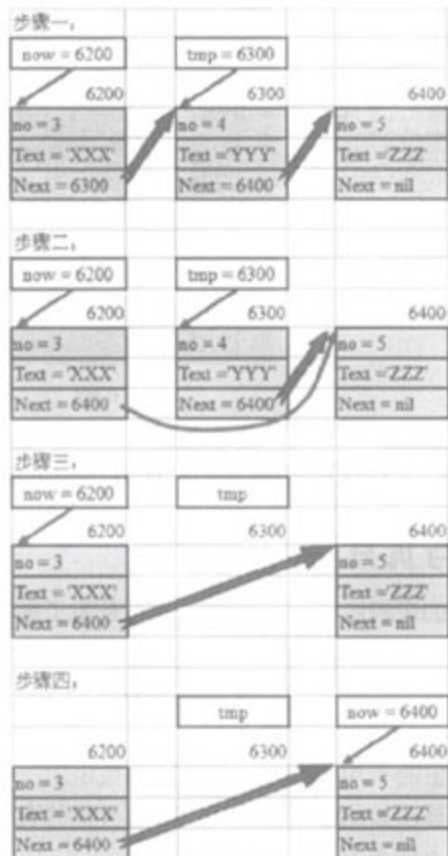 步骤一：
now = 6200 tmp = 6300
6200 6300 6400
no = 3 no = 4 no = 5
Text = 'XXX' Text ='YYY' Text ='ZZZ'
Next = 6300 Next = 6400 Next = nil
步骤二：
now = 6200 tmp = 6300
6200 6300 6400
no = 3 no = 4 no = 5
Text = 'XXX' Text ='YYY' Text ='ZZZ'
Next = 6400 Next = 6400 Next = nil
步骤三：
now = 6200 tmp
6200 6300 6400
no = 3 no = 5
Text = 'XXX' Text ='ZZZ'
Next = 6400 Next = nil
步骤四：
tmp now = 6400
6200 6300 6400
no = 3 no = 5
Text = 'XXX' Text ='ZZZ'
Next = 6400 Next = nil